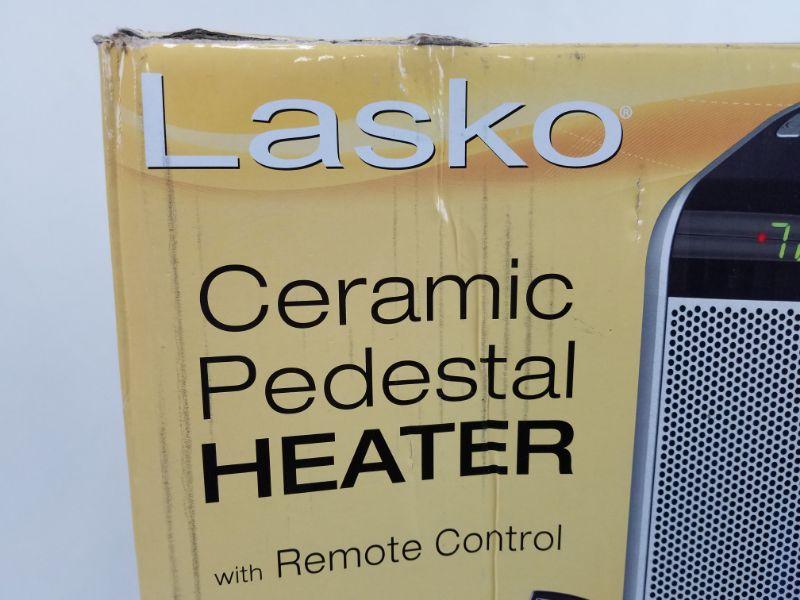 Lasko®
Ceramic
Pedestal
HEATER
with Remote Control